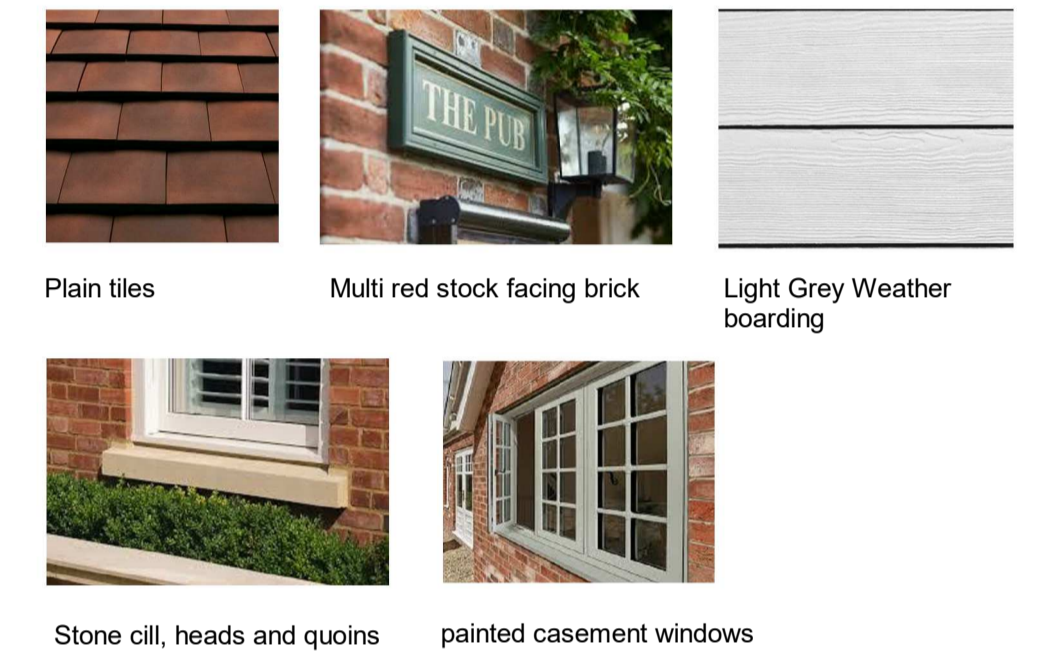 THE PUB
Plain tiles
Multi red stock facing brick
Light Grey Weather
boarding
Stone cill, heads and quoins
painted casement windows